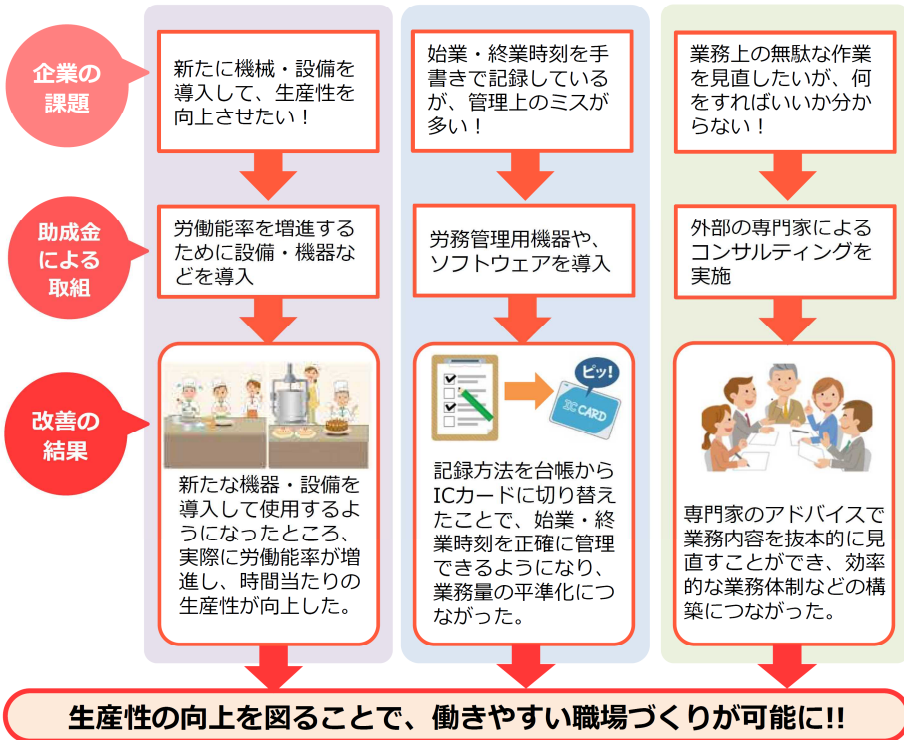 企業の
課題
新たに機械・設備を
導入して、生産性を
向上させたい！
始業・終業時刻を手
書きで記録している
が、管理上のミスが
多い！
業務上の無駄な作業
を見直したいが、何
をすればいいか分か
らない！
助成金
による
取組
労働能率を増進する
ために設備・機器な
どを導入
労務管理用機器や、
ソフトウェアを導入
外部の専門家による
コンサルティングを
実施
改善の
結果
新たな機器・設備を
導入して使用するよ
うになったところ、
実際に労働能率が増
進し、時間当たりの
生産性が向上した。
ピッ!
IC CARD
記録方法を台帳から
ICカードに切り替え
たことで、始業・終
業時刻を正確に管理
できるようになり、
業務量の平準化につ
ながった。
専門家のアドバイスで
業務内容を抜本的に見
直すことができ、効率
的な業務体制などの構
築につながった。
生産性の向上を図ることで、働きやすい職場づくりが可能に!!